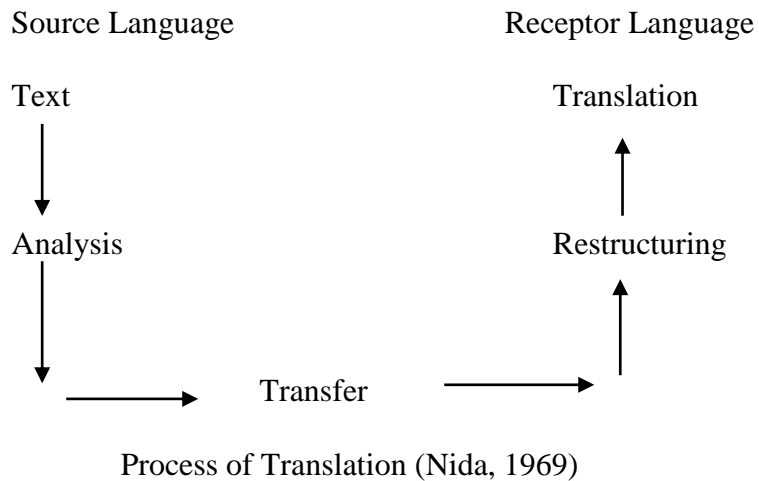 Source Language Receptor Language
Text Translation
Analysis Restructuring
Transfer
Process of Translation (Nida, 1969)